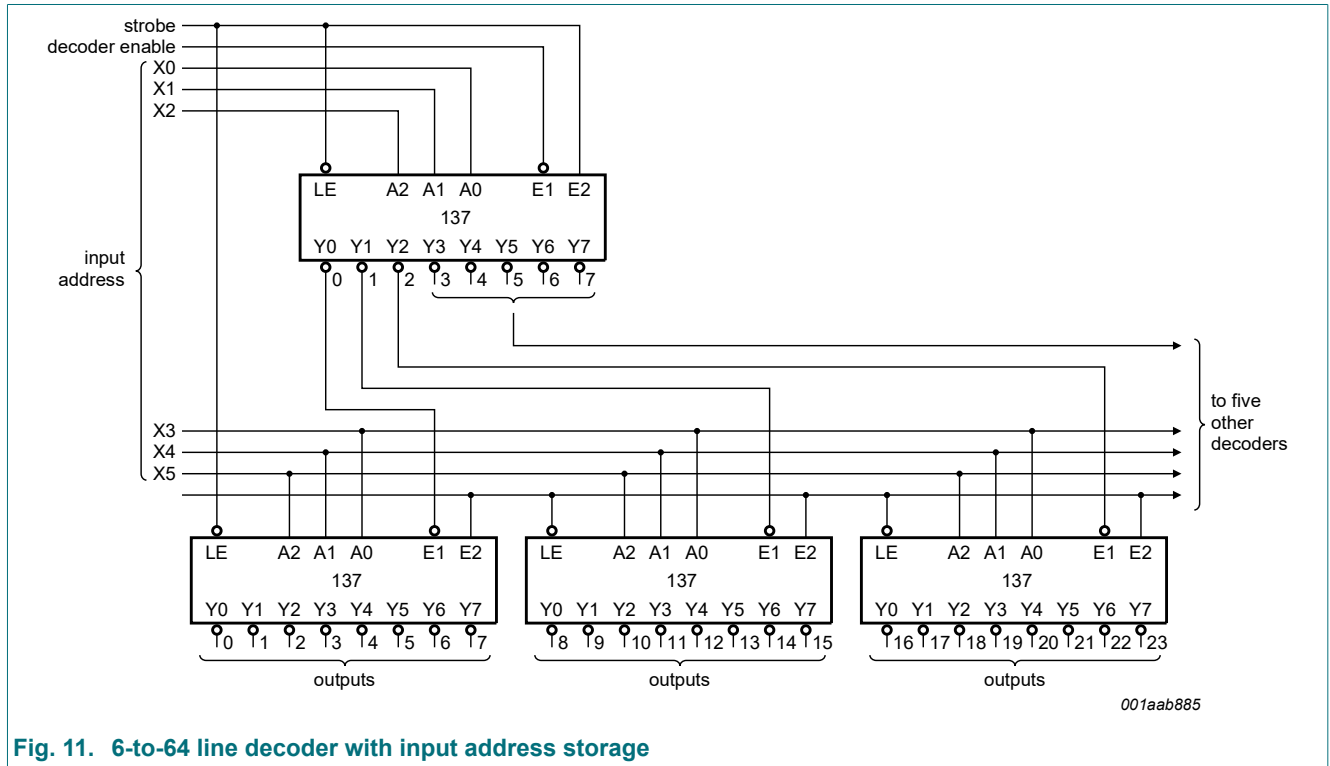 strobe
decoder enable
X0
X1
X2
LE A2 A1 A0 E1 E2
137
Y0 Y1 Y2 Y3 Y4 Y5 Y6 Y7
0 1 2 3 4 5 6 7
input
address
to five
other
decoders
X3
X4
X5
LE A2 A1 A0 E1 E2 LE A2 A1 A0 E1 E2 LE A2 A1 A0 E1 E2
137 137 137
Y0 Y1 Y2 Y3 Y4 Y5 Y6 Y7 Y0 Y1 Y2 Y3 Y4 Y5 Y6 Y7 Y0 Y1 Y2 Y3 Y4 Y5 Y6 Y7
0 1 2 3 4 5 6 7 8 9 10 11 12 13 14 15 16 17 18 19 20 21 22 23
outputs outputs outputs
001aab885
Fig. 11. 6-to-64 line decoder with input address storage